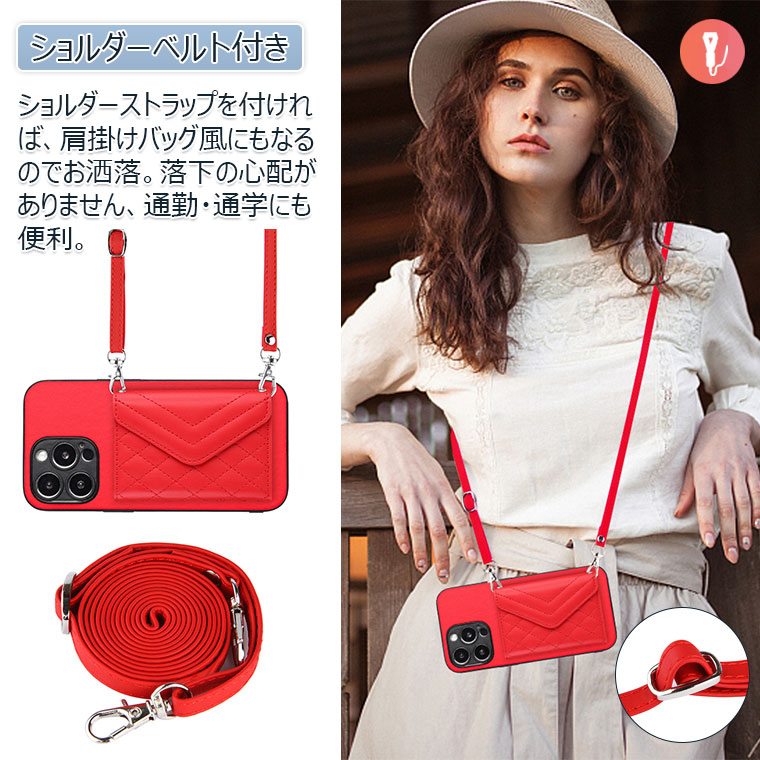 ショルダーベルト付き
ショルダーストラップを付けれ
ば、肩掛けバッグ風にもなる
のでお洒落。落下の心配が
ありません、通勤・通学にも
便利。